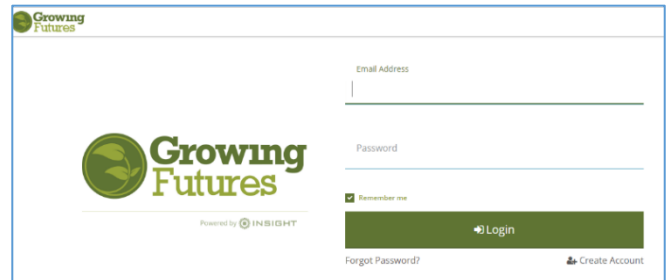 Growing
Futures
Email Address
Password
Growing
Futures
Powered by INSIGHT
Remember me
Login
Forgot Password?
Create Account